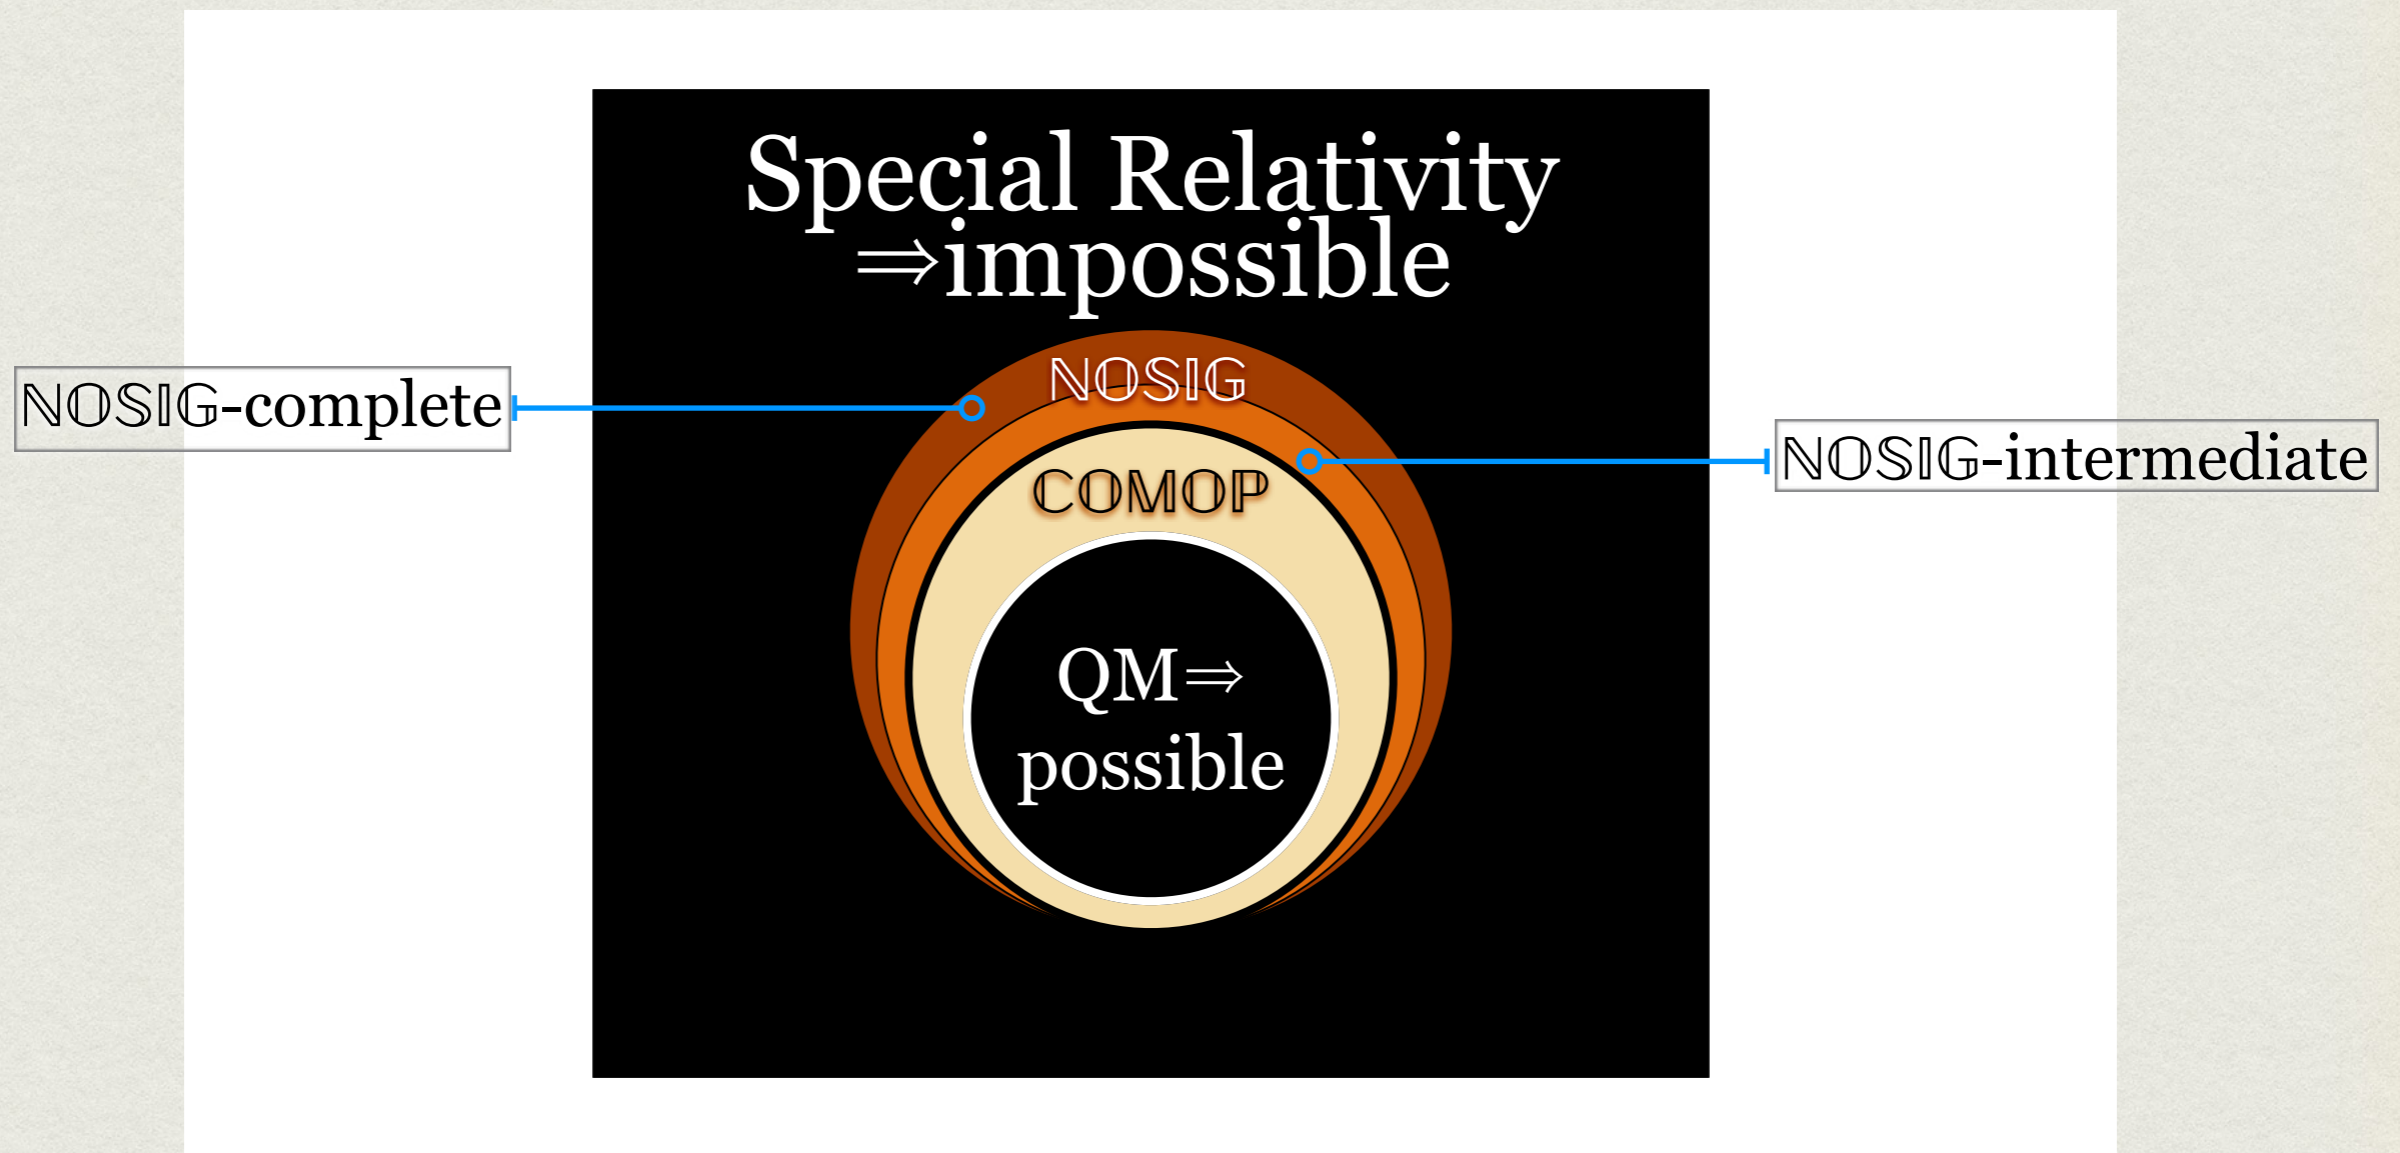 Special Relativity
⇒impossible
NOSIG
NOSIG-complete
NOSIG-intermediate
COMOP
QM⇒
possible